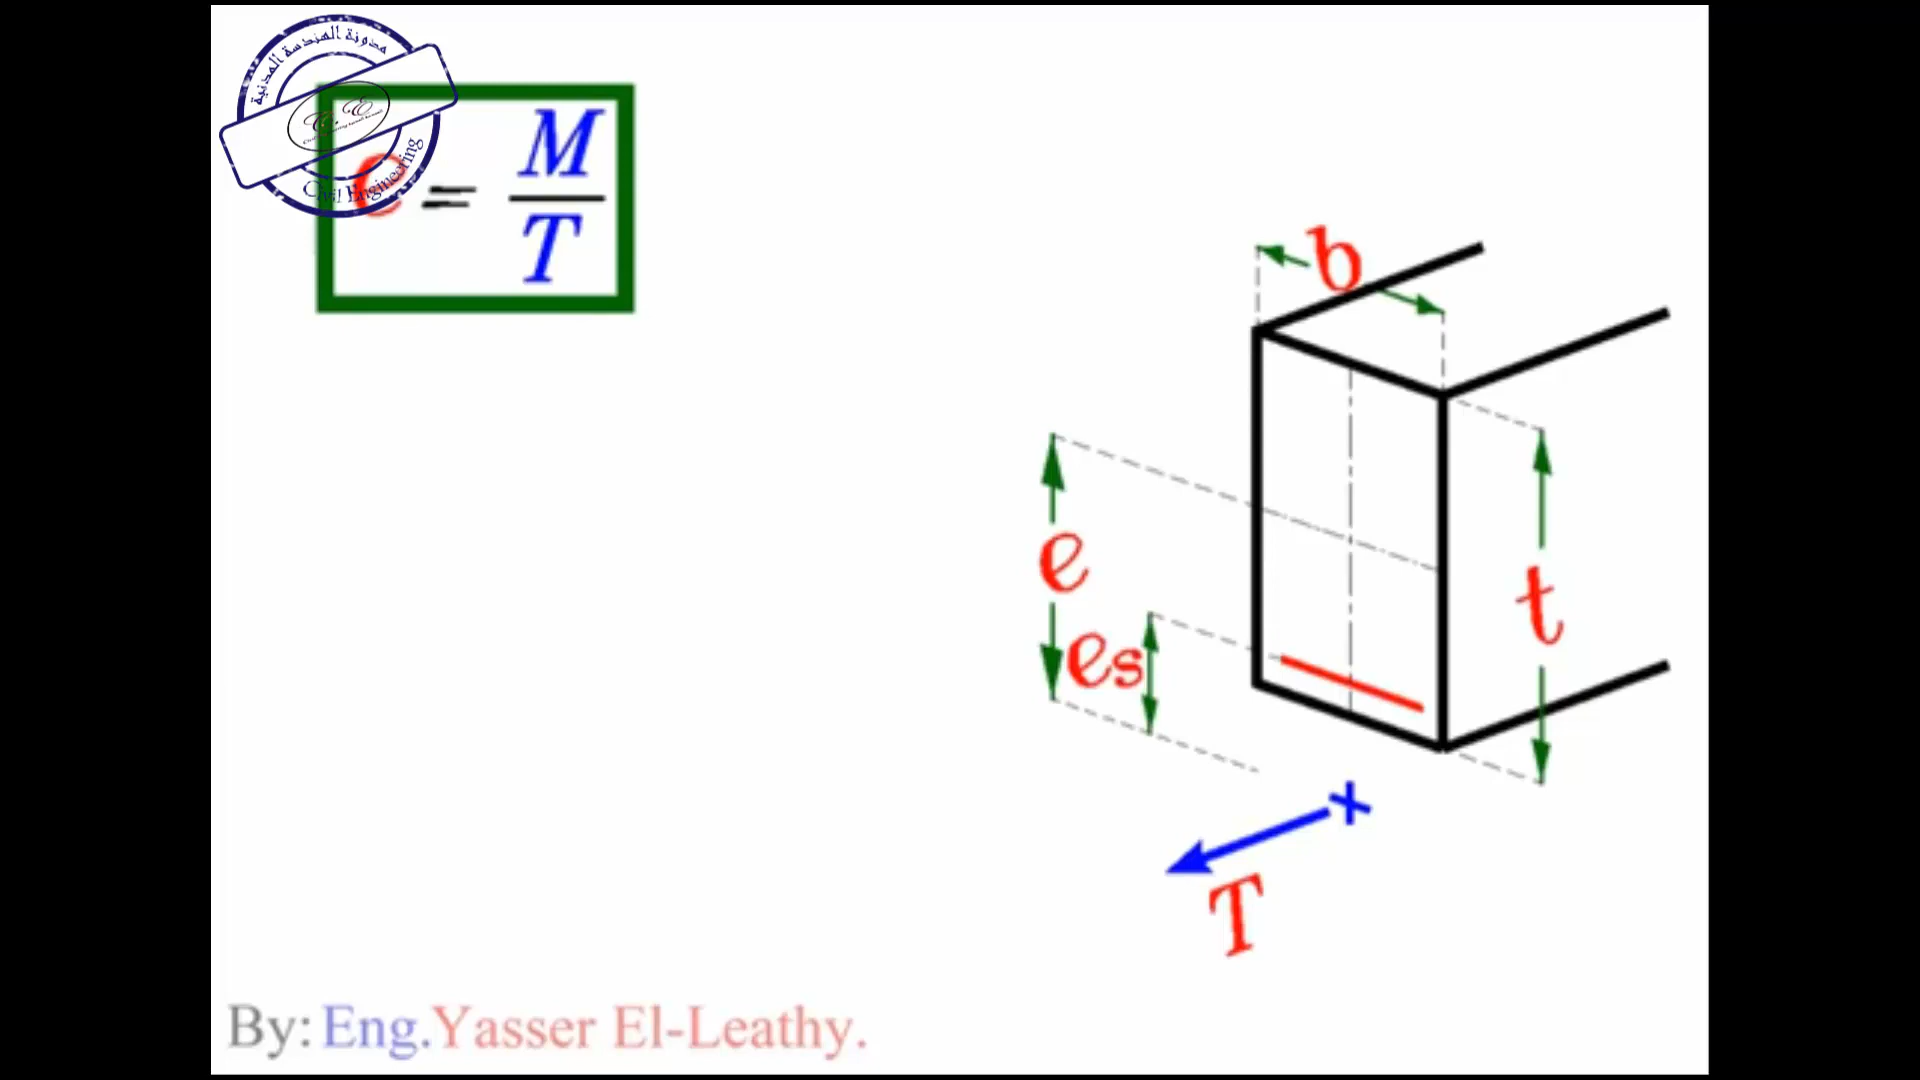 مدونة الهندسة المدنية
Civil Engineering
e = M
T
b
e
es
t
T
By: Eng.Yasser El-Leathy.